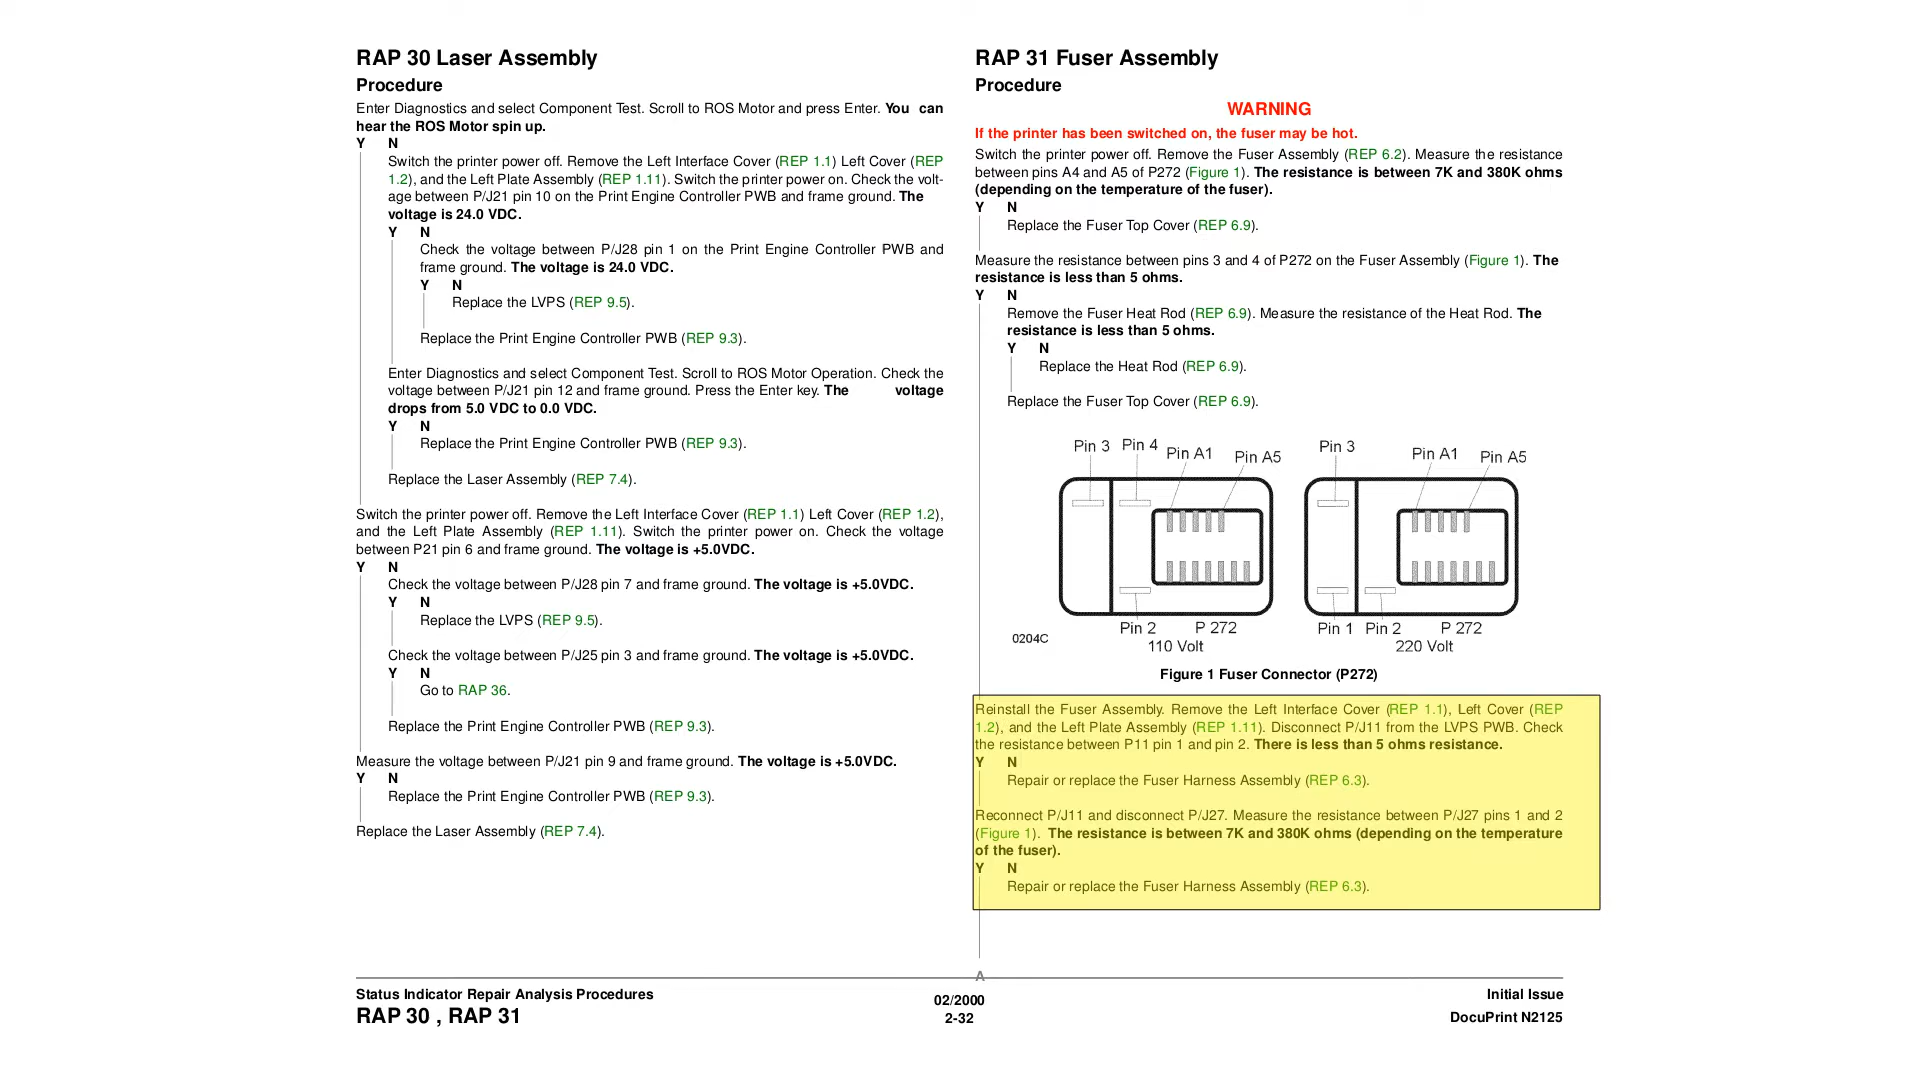 RAP 30 Laser Assembly
Procedure
Enter Diagnostics and select Component Test. Scroll to ROS Motor and press Enter. You can
hear the ROS Motor spin up.
Y N
Switch the printer power off. Remove the Left Interface Cover (REP 1.1) Left Cover (REP
1.2), and the Left Plate Assembly (REP 1.11). Switch the printer power on. Check the volt-
age between P/J21 pin 10 on the Print Engine Controller PWB and frame ground. The
voltage is 24.0 VDC.
Y N
Check the voltage between P/J28 pin 1 on the Print Engine Controller PWB and
frame ground. The voltage is 24.0 VDC.
Y N
Replace the LVPS (REP 9.5).
Replace the Print Engine Controller PWB (REP 9.3).
Enter Diagnostics and select Component Test. Scroll to ROS Motor Operation. Check the
voltage between P/J21 pin 12 and frame ground. Press the Enter key. The voltage
drops from 5.0 VDC to 0.0 VDC.
Y N
Replace the Print Engine Controller PWB (REP 9.3).
Replace the Laser Assembly (REP 7.4).
Switch the printer power off. Remove the Left Interface Cover (REP 1.1) Left Cover (REP 1.2),
and the Left Plate Assembly (REP 1.11). Switch the printer power on. Check the voltage
between P21 pin 6 and frame ground. The voltage is +5.0VDC.
Y N
Check the voltage between P/J28 pin 7 and frame ground. The voltage is +5.0VDC.
Y N
Replace the LVPS (REP 9.5).
Check the voltage between P/J25 pin 3 and frame ground. The voltage is +5.0VDC.
Y N
Go to RAP 36.
Replace the Print Engine Controller PWB (REP 9.3).
Measure the voltage between P/J21 pin 9 and frame ground. The voltage is +5.0VDC.
Y N
Replace the Print Engine Controller PWB (REP 9.3).
Replace the Laser Assembly (REP 7.4).
RAP 31 Fuser Assembly
Procedure
WARNING
If the printer has been switched on, the fuser may be hot.
Switch the printer power off. Remove the Fuser Assembly (REP 6.2). Measure the resistance
between pins A4 and A5 of P272 (Figure 1). The resistance is between 7K and 380K ohms
(depending on the temperature of the fuser).
Y N
Replace the Fuser Top Cover (REP 6.9).
Measure the resistance between pins 3 and 4 of P272 on the Fuser Assembly (Figure 1). The
resistance is less than 5 ohms.
Y N
Remove the Fuser Heat Rod (REP 6.9). Measure the resistance of the Heat Rod. The
resistance is less than 5 ohms.
Y N
Replace the Heat Rod (REP 6.9).
Replace the Fuser Top Cover (REP 6.9).
Pin 3 Pin 4 Pin A1 Pin A5 Pin 3 Pin A1 Pin A5
Pin 2 P 272 Pin 1 Pin 2 P 272
0204C 110 Volt 220 Volt
Figure 1 Fuser Connector (P272)
Reinstall the Fuser Assembly. Remove the Left Interface Cover (REP 1.1), Left Cover (REP
1.2), and the Left Plate Assembly (REP 1.11). Disconnect P/J11 from the LVPS PWB. Check
the resistance between P11 pin 1 and pin 2. There is less than 5 ohms resistance.
Y N
Repair or replace the Fuser Harness Assembly (REP 6.3).
Reconnect P/J11 and disconnect P/J27. Measure the resistance between P/J27 pins 1 and 2
(Figure 1). The resistance is between 7K and 380K ohms (depending on the temperature
of the fuser).
Y N
Repair or replace the Fuser Harness Assembly (REP 6.3).
A
Status Indicator Repair Analysis Procedures
RAP 30 , RAP 31
02/2000
2-32
Initial Issue
DocuPrint N2125